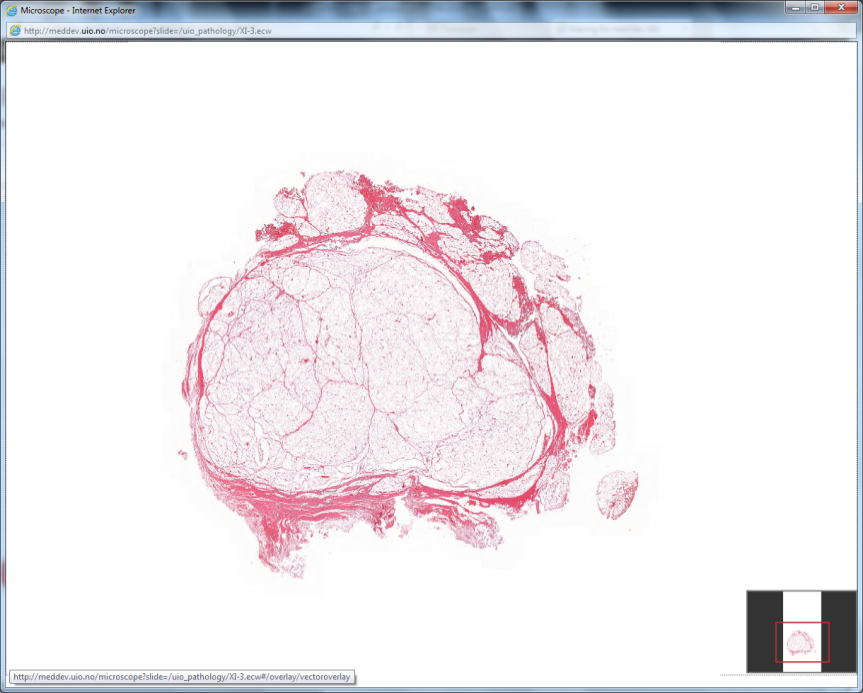 Microscope - Internet Explorer
http://meddev.uio.no/microscope?slide=/uio_pathology/XI-3.ecw
http://meddev.uio.no/microscope?slide=/uio_pathology/XI-3.ecw#/overlay/vectoroverlay